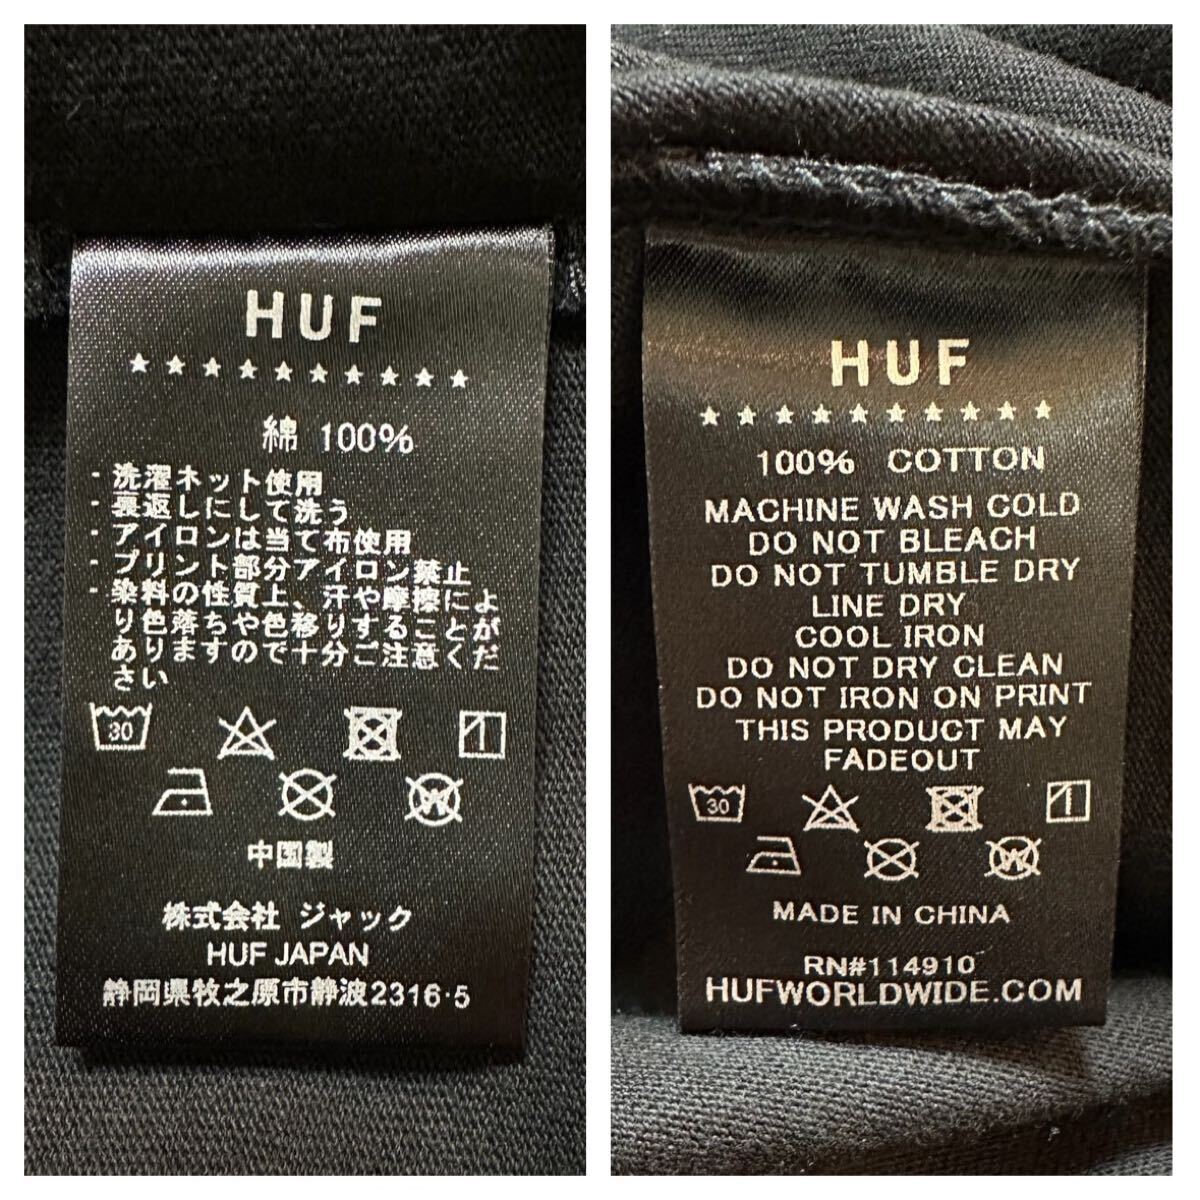 HUF
綿 100%
・洗濯ネット使用
・裏返しにして洗う
・アイロンは当て布使用
・プリント部分アイロン禁止
・染料の性質上、汗や摩擦によ
り色落ちや色移りすることが
ありますので十分ご注意くだ
さい
30
中国製
株式会社 ジャック
HUF JAPAN
静岡県牧之原市静波2316-5
HUF
100% COTTON
MACHINE WASH COLD
DO NOT BLEACH
DO NOT TUMBLE DRY
LINE DRY
COOL IRON
DO NOT DRY CLEAN
DO NOT IRON ON PRINT
THIS PRODUCT MAY
FADEOUT
30
MADE IN CHINA
RN#114910
HUFWORLDWIDE.COM